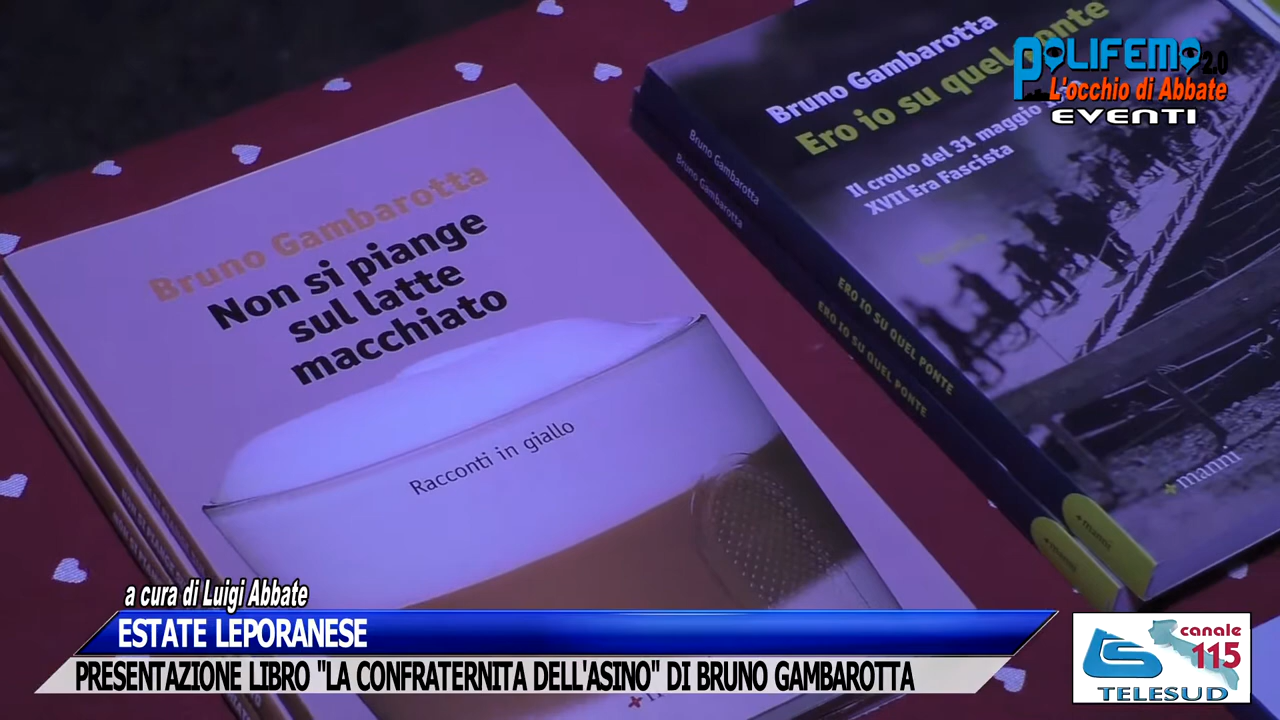 POLIFEMO 2.0
L'occhio di Abbate
EVENTI
Bruno Gambarotta
Non si piange
sul latte
macchiato
Racconti in giallo
Bruno Gambarotta
Ero io su quel ponte
Il crollo del 31 maggio
XVII Era Fascista
+manni
Bruno Gambarotta
Bruno Gambarotta
ERO IO SU QUEL PONTE
ERO IO SU QUEL PONTE
+manni
+manni
a cura di Luigi Abbate
ESTATE LEPORANESE
PRESENTAZIONE LIBRO "LA CONFRATERNITA DELL'ASINO" DI BRUNO GAMBAROTTA
canale
115
TELESUD